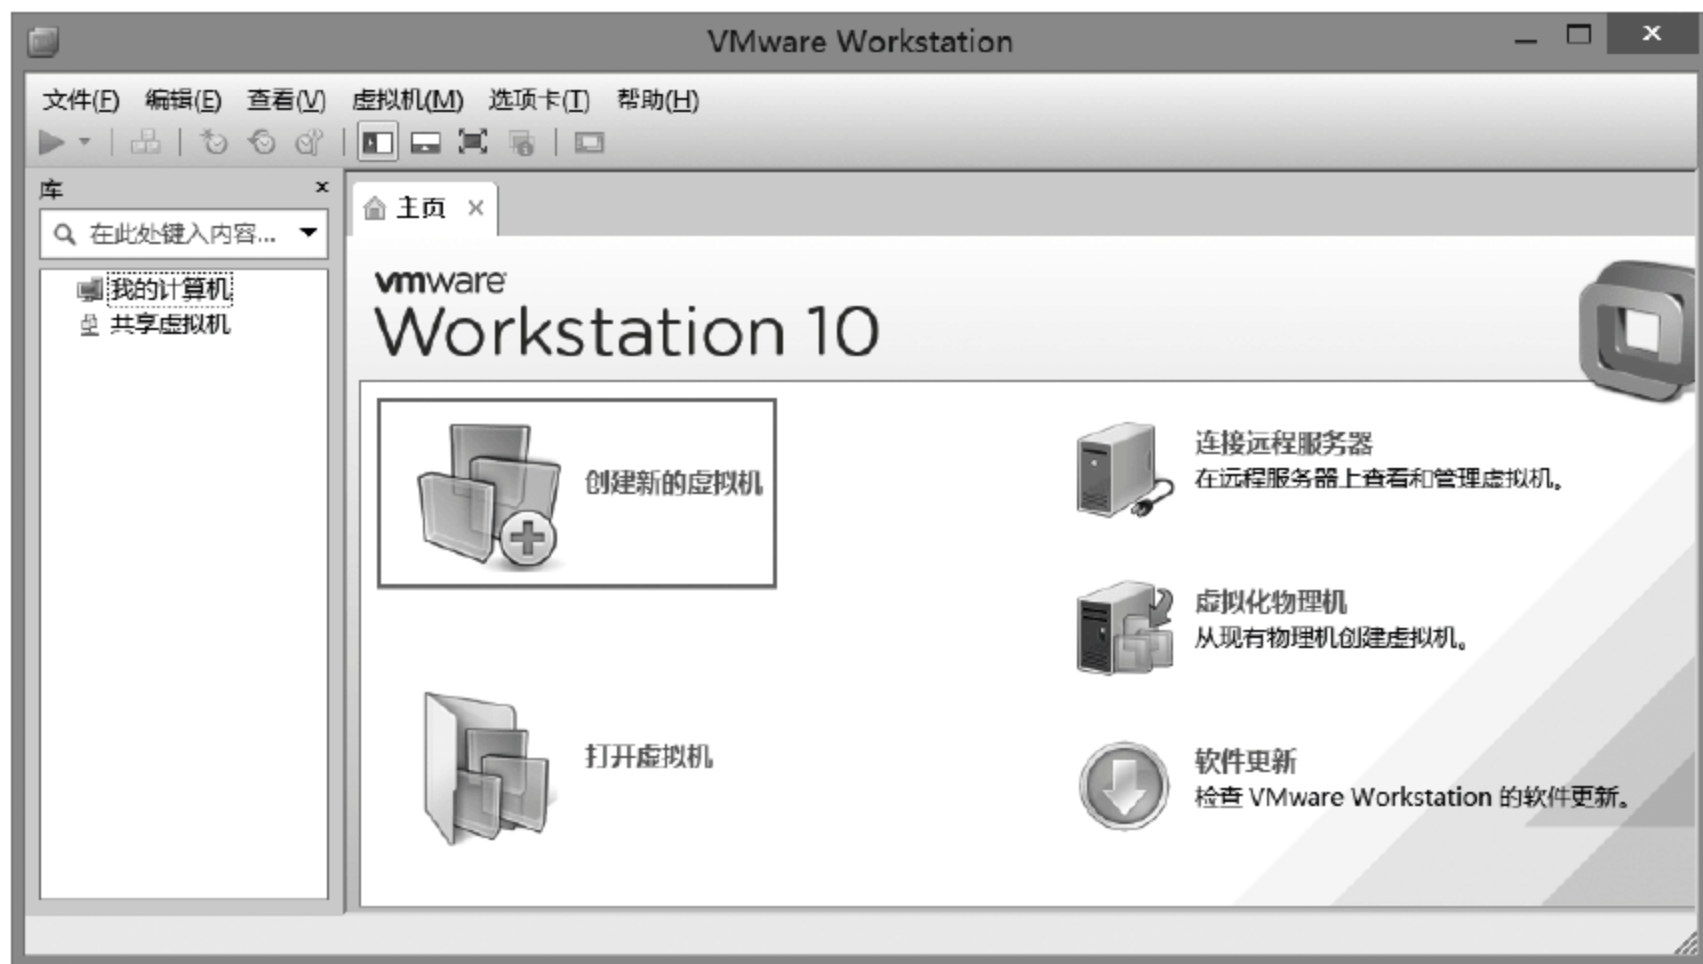 VMware Workstation
文件(F) 编辑(E) 查看(V) 虚拟机(M) 选项卡(T) 帮助(H)
库
在此处键入内容...
我的计算机
共享虚拟机
主页
vmware
Workstation 10
创建新的虚拟机
打开虚拟机
连接远程服务器
在远程服务器上查看和管理虚拟机。
虚拟化物理机
从现有物理机创建虚拟机。
软件更新
检查 VMware Workstation 的软件更新。